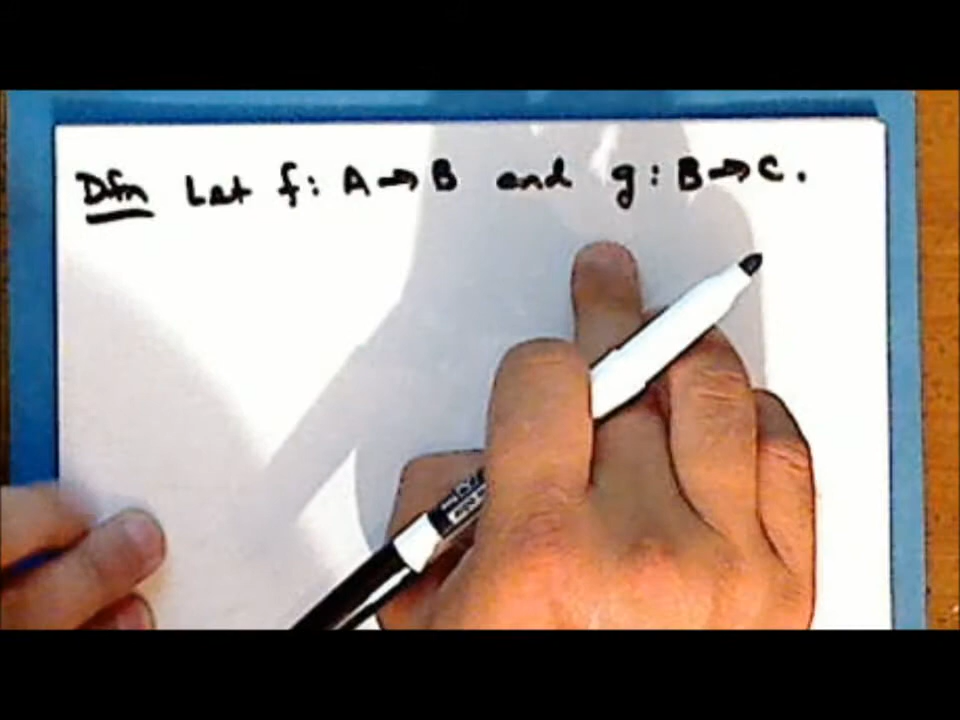 Dfn Let f: A→B and g: B→C.